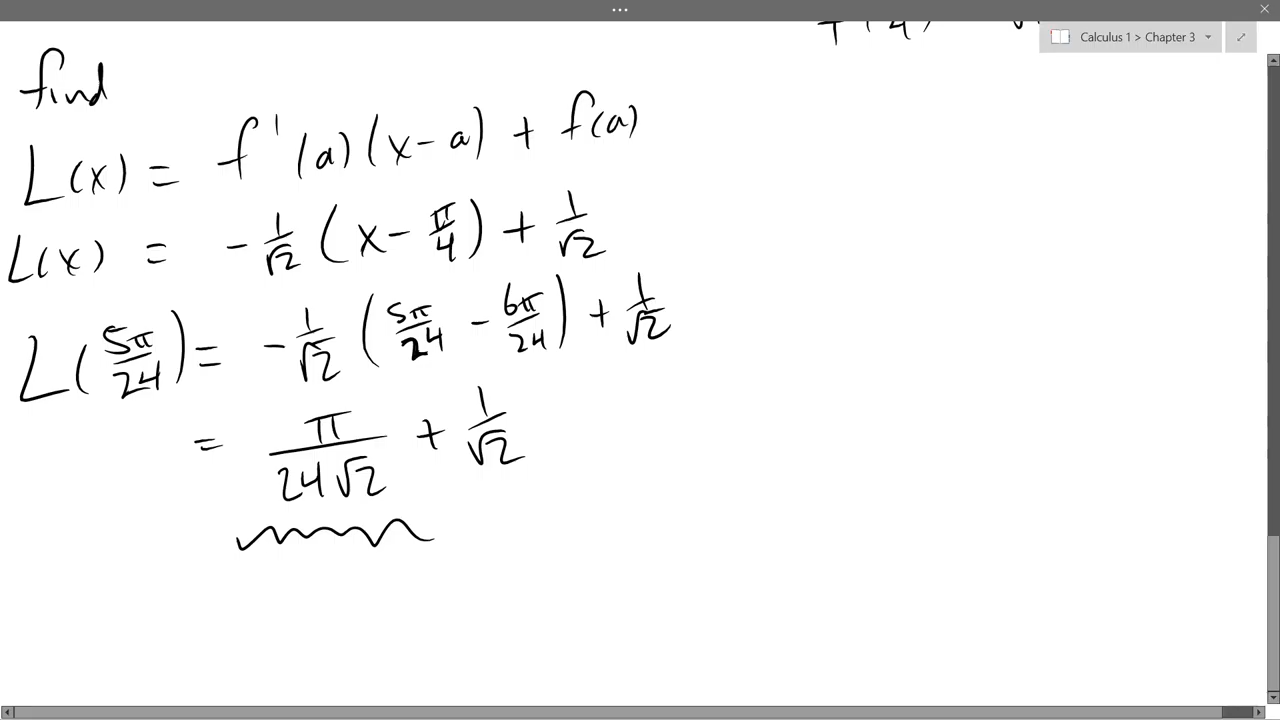 Calculus 1 > Chapter 3
find
L(x) = f'(a)(x-a) + f(a)
L(x) = -1/√2 (x - π/4) + 1/√2
L(5π/24) = -1/√2 (5π/24 - 6π/24) + 1/√2
= π/24√2 + 1/√2